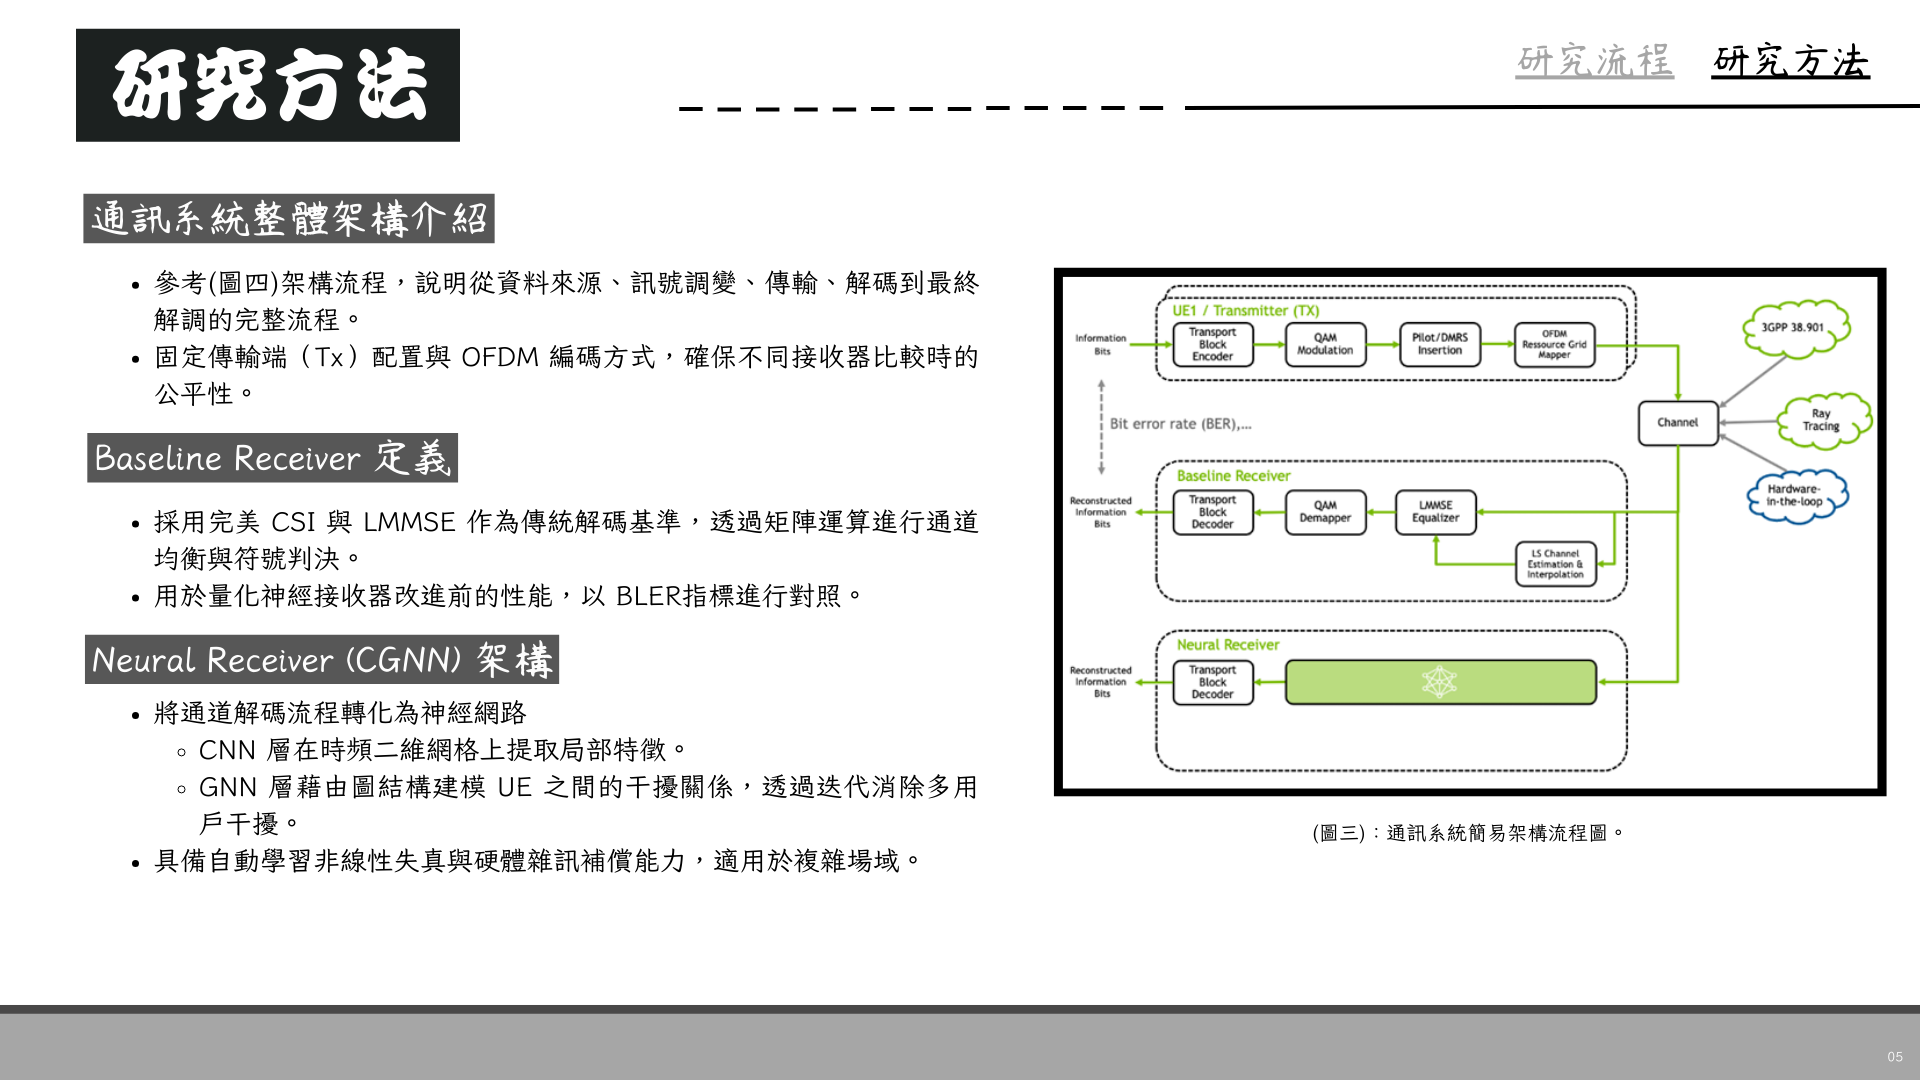 研究方法
研究流程 研究方法
通訊系統整體架構介紹
• 參考(圖四)架構流程，說明從資料來源、訊號調變、傳輸、解碼到最終
解調的完整流程。
• 固定傳輸端（Tx）配置與 OFDM 編碼方式，確保不同接收器比較時的
公平性。
Baseline Receiver 定義
• 採用完美 CSI 與 LMMSE 作為傳統解碼基準，透過矩陣運算進行通道
均衡與符號判決。
• 用於量化神經接收器改進前的性能，以 BLER指標進行對照。
Neural Receiver (CGNN) 架構
• 將通道解碼流程轉化為神經網路
◦ CNN 層在時頻二維網格上提取局部特徵。
◦ GNN 層藉由圖結構建模 UE 之間的干擾關係，透過迭代消除多用
戶干擾。
• 具備自動學習非線性失真與硬體雜訊補償能力，適用於複雜場域。
UE1 / Transmitter (TX)
Information
Bits
Transport
Block
Encoder
QAM
Modulation
Pilot/DMRS
Insertion
OFDM
Ressource Grid
Mapper
3GPP 38.901
Channel
Ray
Tracing
Hardware-
in-the-loop
Bit error rate (BER),...
Baseline Receiver
Reconstructed
Information
Bits
Transport
Block
Decoder
QAM
Demapper
LMMSE
Equalizer
LS Channel
Estimation &
Interpolation
Neural Receiver
Reconstructed
Information
Bits
Transport
Block
Decoder
(圖三)：通訊系統簡易架構流程圖。
05